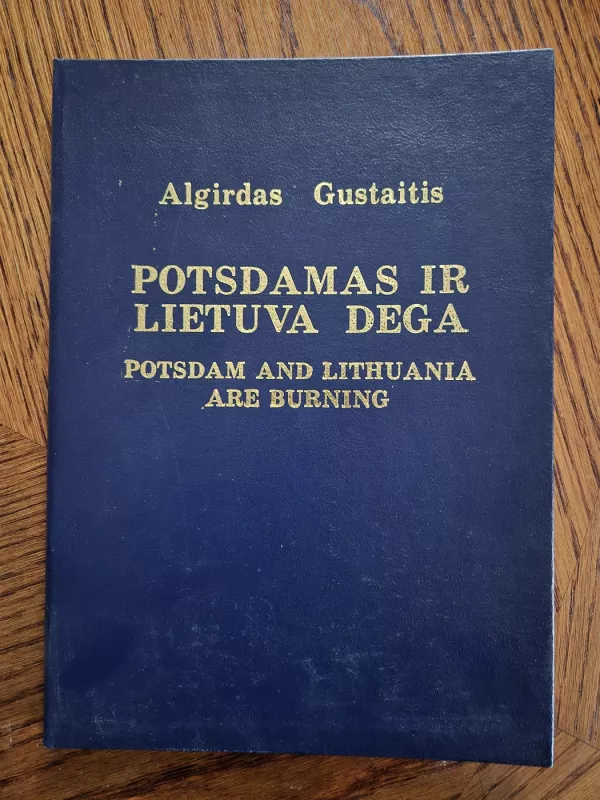 Algirdas Gustaitis
POTSDAMAS IR
LIETUVA DEGA
POTSDAM AND LITHUANIA
ARE BURNING